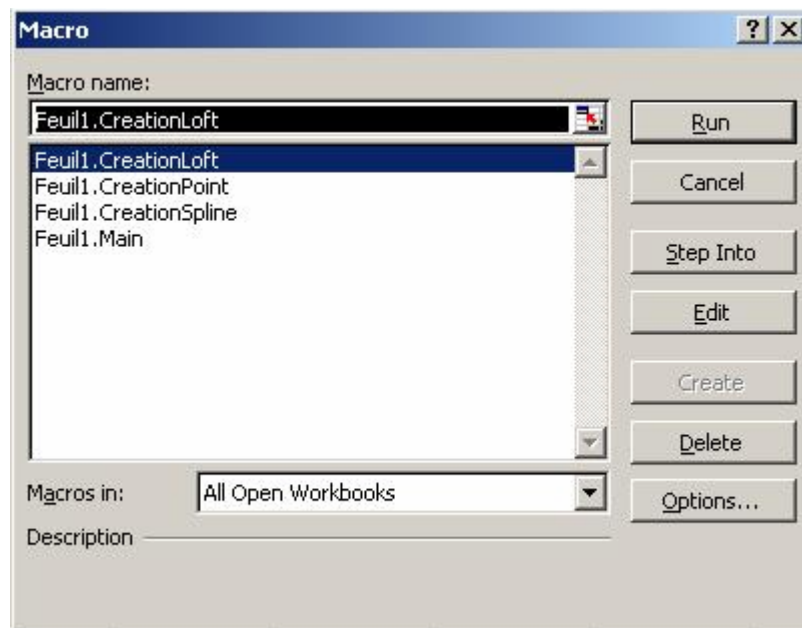 Macro
Macro name:
Feuil1.CreationLoft
Run
Feuil1.CreationLoft
Feuil1.CreationPoint
Feuil1.CreationSpline
Feuil1.Main
Cancel
Step Into
Edit
Create
Delete
Macros in:
All Open Workbooks
Options...
Description